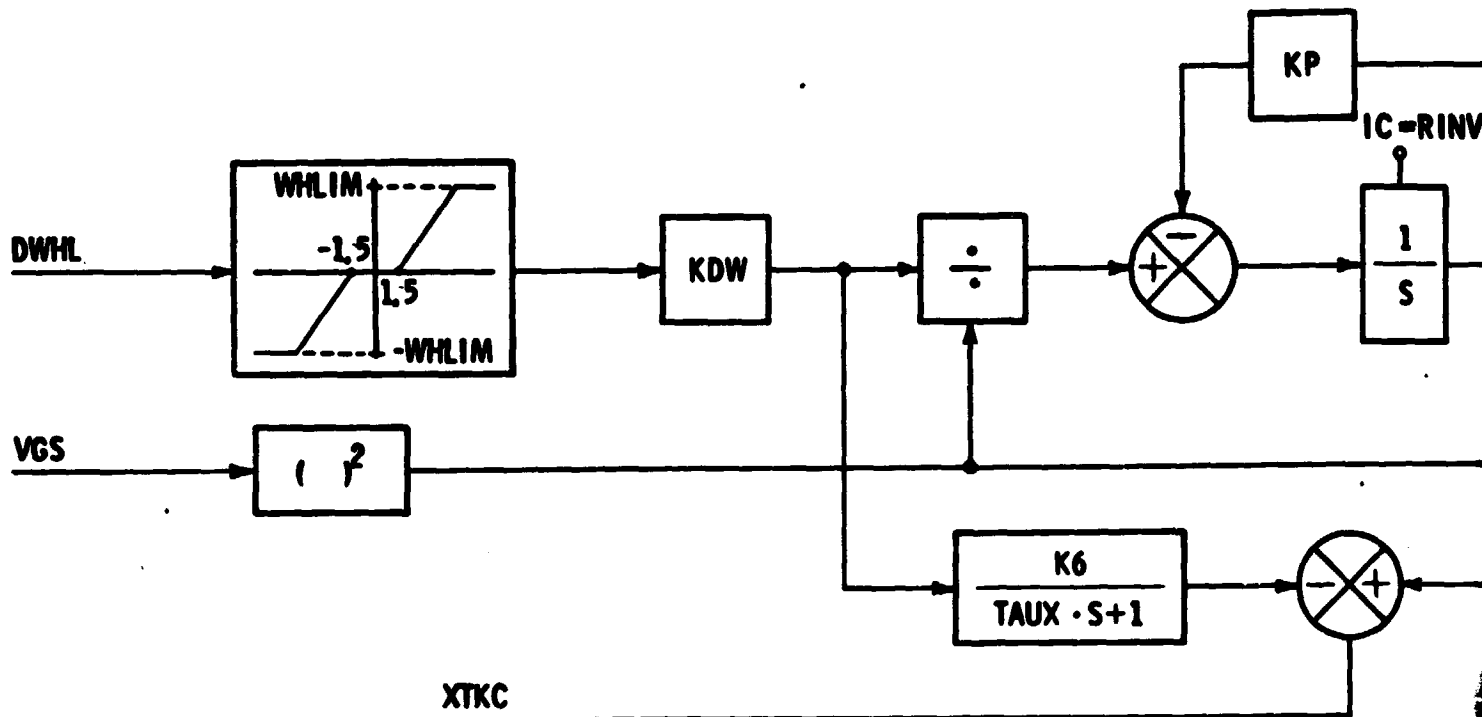 KP
IC=RINV
WHLIM
DWHL
-1.5
1.5
-WHLIM
KDW
÷
-
+
1
S
VGS
( )²
K6
TAUX · S+1
- +
XTKC